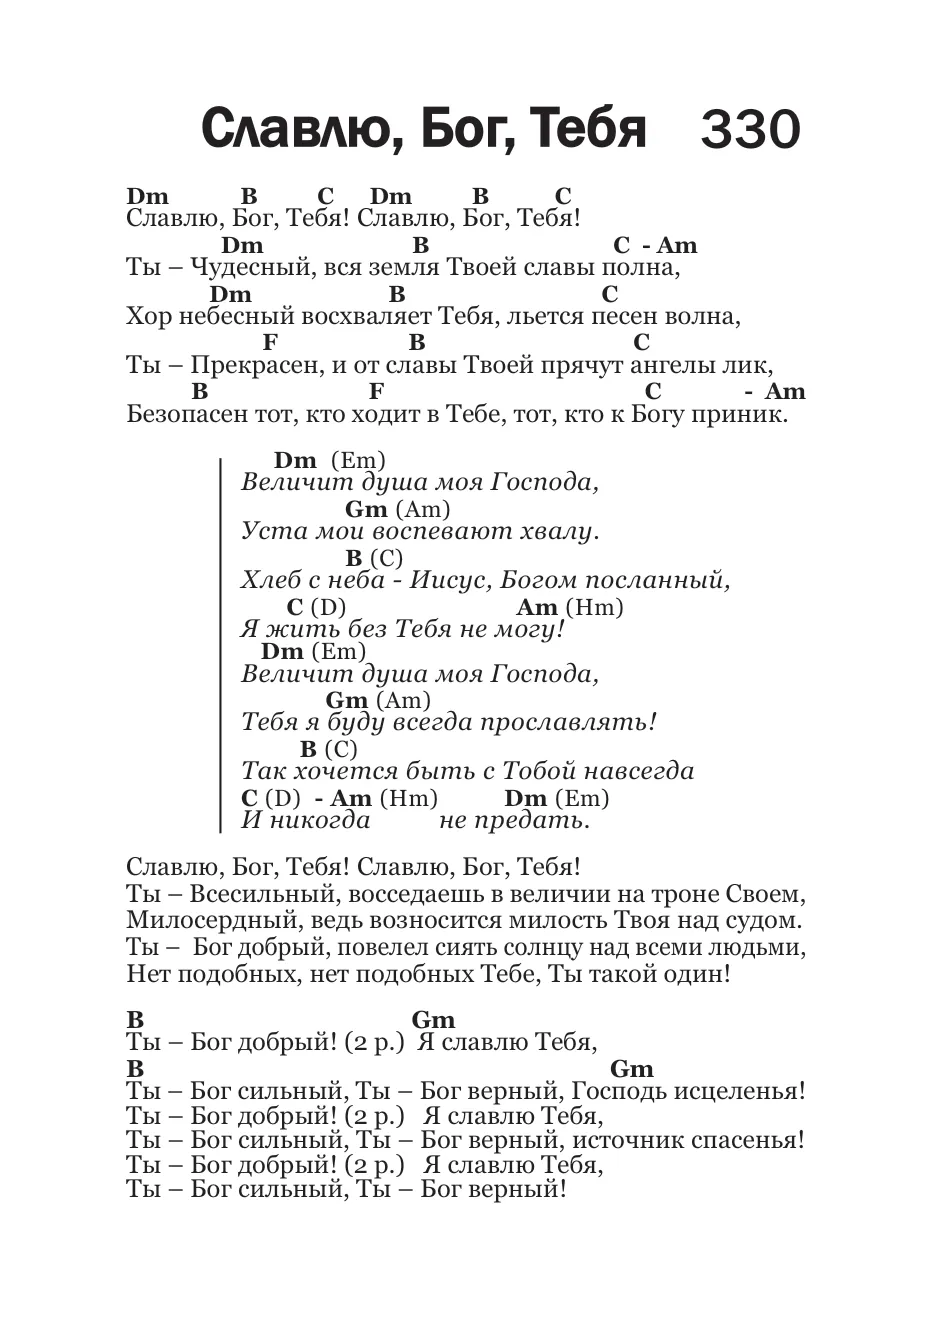 Славлю, Бог, Тебя 330
Dm B C Dm B C
Славлю, Бог, Тебя! Славлю, Бог, Тебя!
Dm B C - Am
Ты – Чудесный, вся земля Твоей славы полна,
Dm B C
Хор небесный восхваляет Тебя, льется песен волна,
F B C
Ты – Прекрасен, и от славы Твоей прячут ангелы лик,
B F C - Am
Безопасен тот, кто ходит в Тебе, тот, кто к Богу приник.
Dm (Em)
Величит душа моя Господа,
Gm (Am)
Уста мои воспевают хвалу.
B (C)
Хлеб с неба - Иисус, Богом посланный,
C (D) Am (Hm)
Я жить без Тебя не могу!
Dm (Em)
Величит душа моя Господа,
Gm (Am)
Тебя я буду всегда прославлять!
B (C)
Так хочется быть с Тобой навсегда
C (D) - Am (Hm) Dm (Em)
И никогда не предать.
Славлю, Бог, Тебя! Славлю, Бог, Тебя!
Ты – Всесильный, восседаешь в величии на троне Своем,
Милосердный, ведь возносится милость Твоя над судом.
Ты – Бог добрый, повелел сиять солнцу над всеми людьми,
Нет подобных, нет подобных Тебе, Ты такой один!
B Gm
Ты – Бог добрый! (2 р.) Я славлю Тебя,
B Gm
Ты – Бог сильный, Ты – Бог верный, Господь исцеленья!
Ты – Бог добрый! (2 р.) Я славлю Тебя,
Ты – Бог сильный, Ты – Бог верный, источник спасенья!
Ты – Бог добрый! (2 р.) Я славлю Тебя,
Ты – Бог сильный, Ты – Бог верный!